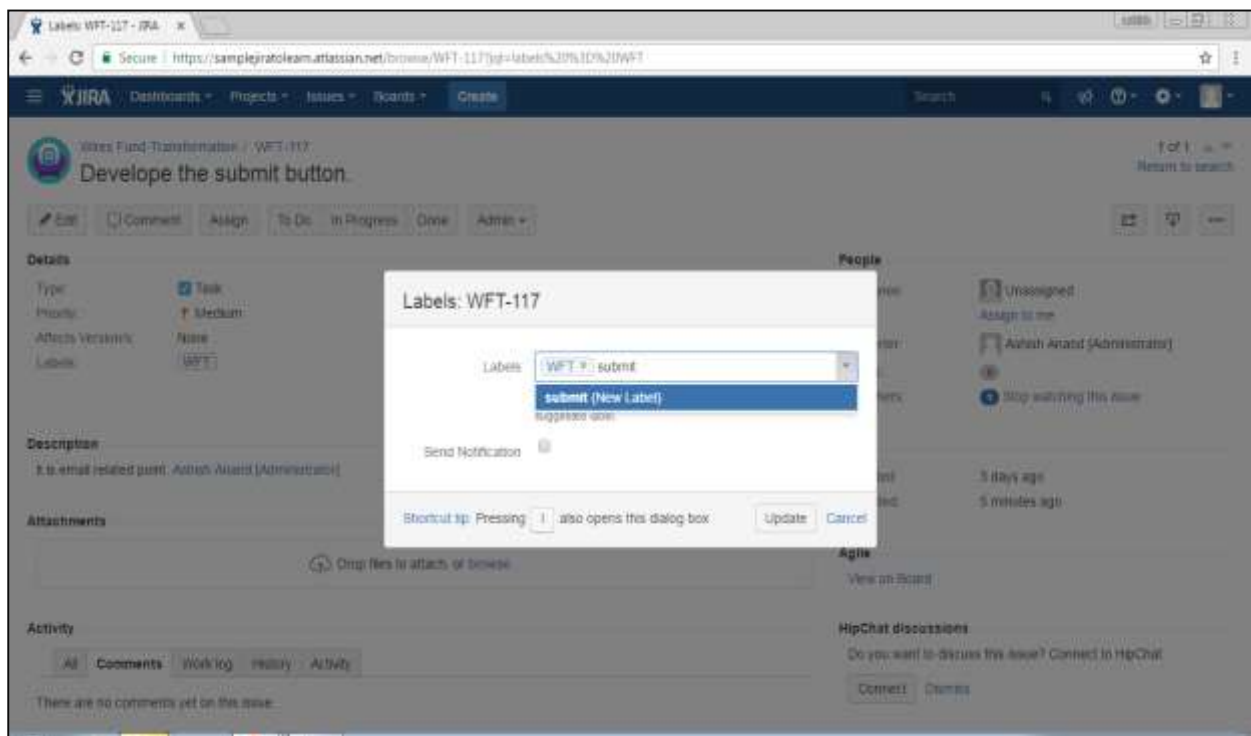 Labels: WFT-117 - JIRA
Secure https://samplejiratolearn.atlassian.net/browse/WFT-117?jql=labels%20%3D%20WFT
JIRA Dashboards Projects Issues Boards Create Search
Wires Fund-Transformation / WFT-117
1 of 1
Develope the submit button.
Return to search
Edit Comment Assign To Do In Progress Done Admin
Details
People
Type: Task
Priority: Medium
Affects Version/s: None
Labels: WFT
Unassigned
Assign to me
Ashish Anand [Administrator]
1 Stop watching this issue
Labels: WFT-117
Labels WFT submit
submit (New Label)
suggested label.
Send Notification
Shortcut tip: Pressing also opens this dialog box Update Cancel
Description
It is email related point. Ashish Anand [Administrator]
days ago
5 minutes ago
Attachments
Drop files to attach, or browse.
Agile
View on Board
Activity
HipChat discussions
All Comments Work log History Activity
Do you want to discuss this issue? Connect to HipChat.
Connect Dismiss
There are no comments yet on this issue.